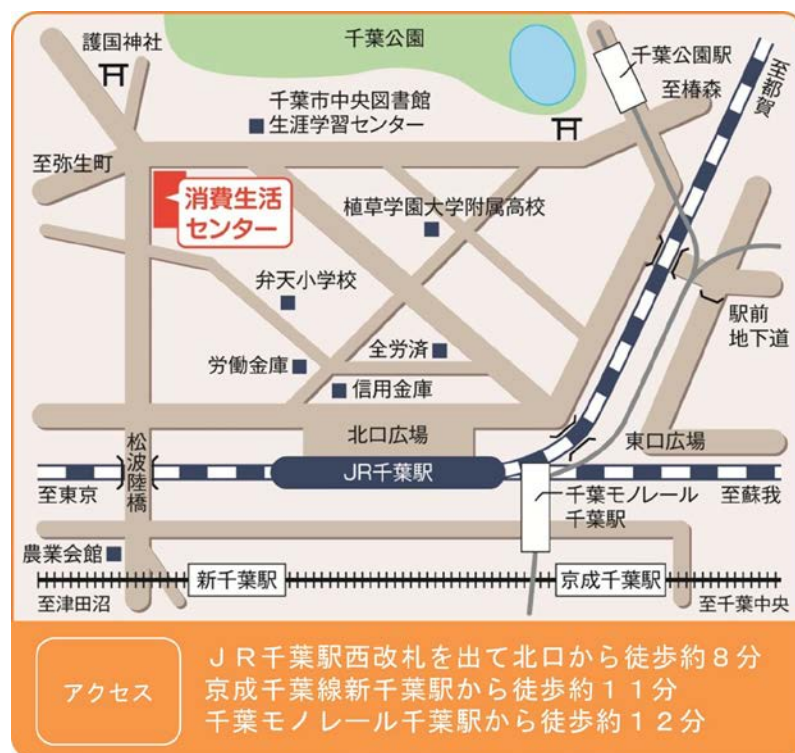 護国神社
千葉公園
千葉公園駅
至椿森
至都賀
千葉市中央図書館
生涯学習センター
至弥生町
消費生活
センター
植草学園大学附属高校
弁天小学校
駅前
地下道
労働金庫
全労済
信用金庫
松波陸橋
北口広場
東口広場
JR千葉駅
至東京
千葉モノレール
千葉駅
至蘇我
農業会館
新千葉駅
京成千葉駅
至津田沼
至千葉中央
アクセス
ＪＲ千葉駅西改札を出て北口から徒歩約８分
京成千葉線新千葉駅から徒歩約１１分
千葉モノレール千葉駅から徒歩約１２分